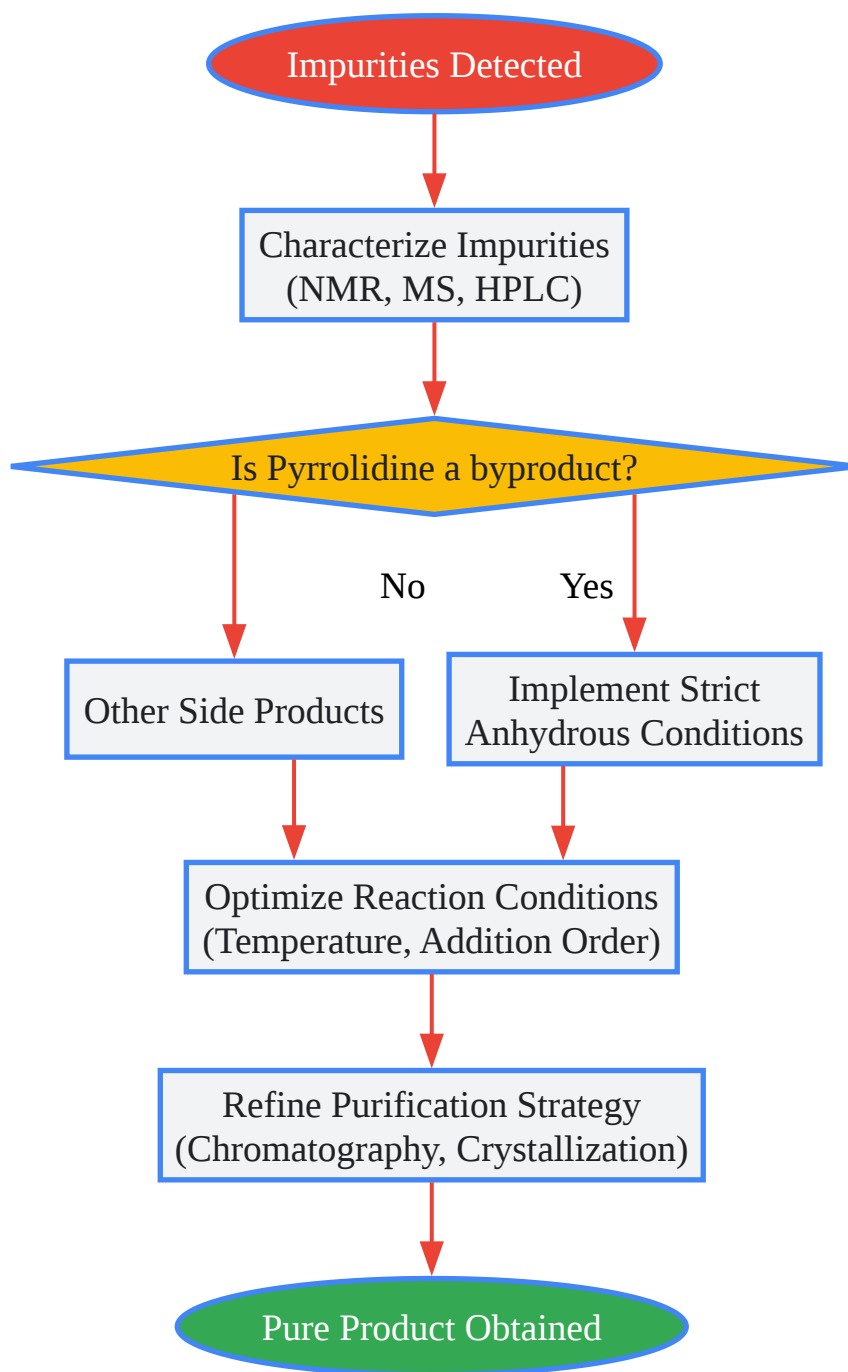 Impurities Detected
Characterize Impurities
(NMR, MS, HPLC)
Is Pyrrolidine a byproduct?
No
Yes
Other Side Products
Implement Strict
Anhydrous Conditions
Optimize Reaction Conditions
(Temperature, Addition Order)
Refine Purification Strategy
(Chromatography, Crystallization)
Pure Product Obtained